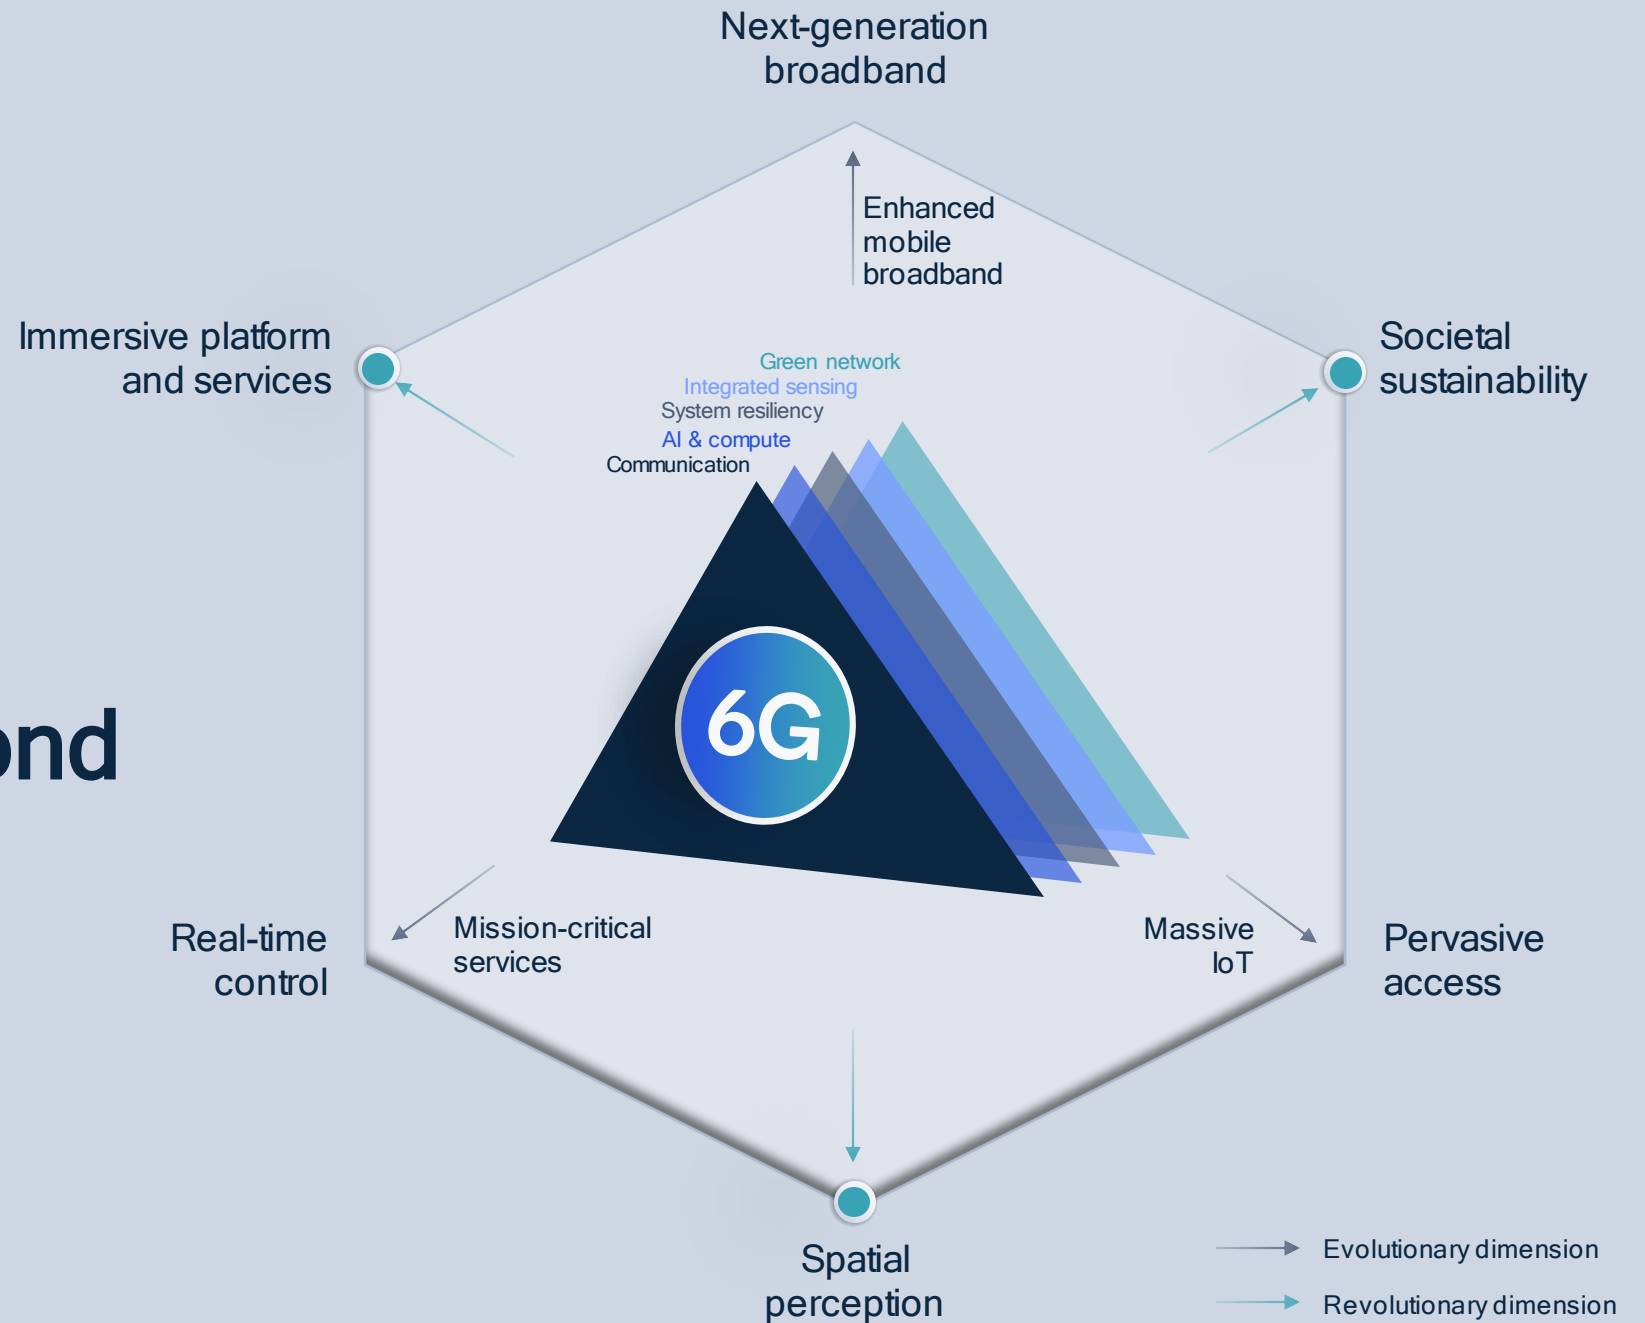 Next-generation
broadband
Enhanced
mobile
broadband
Immersive platform
and services
Societal
sustainability
Green network
Integrated sensing
System resiliency
AI & compute
Communication
6G
ond
Real-time
control
Mission-critical
services
Massive
IoT
Pervasive
access
Spatial
perception
Evolutionary dimension
Revolutionary dimension